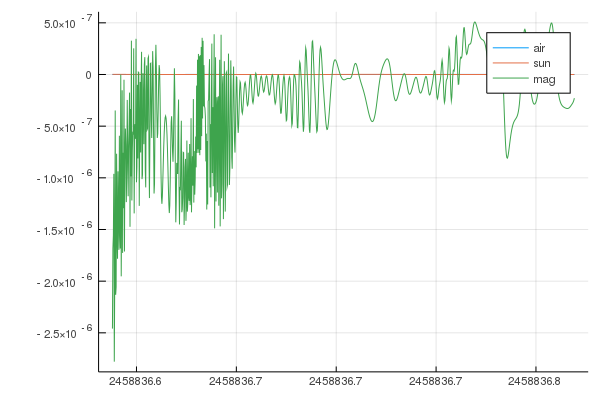 5.0×10 -7
0
- 5.0×10 -7
- 1.0×10 -6
- 1.5×10 -6
- 2.0×10 -6
- 2.5×10 -6
air
sun
mag
2458836.6 2458836.7 2458836.7 2458836.7 2458836.8